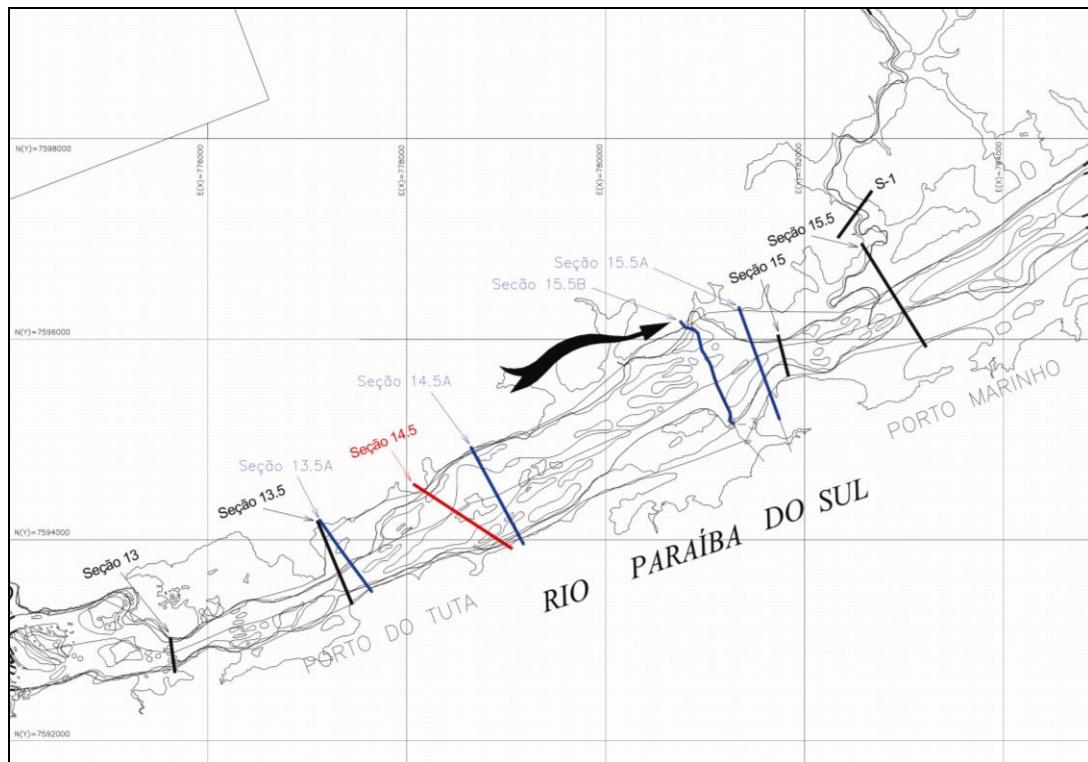 N(Y)=7598000
E(X)=776000
E(X)=778000
E(X)=780000
E(X)=782000
E(X)=784000
S-1
Seção 15.5
Seção 15
Seção 15.5A
Secão 15.5B
N(Y)=7596000
Seção 14.5A
Seção 14.5
Seção 13.5A
Seção 13.5
Seção 13
N(Y)=7594000
PORTO MARINHO
RIO PARAÍBA DO SUL
PORTO DO TUTA
N(Y)=7592000